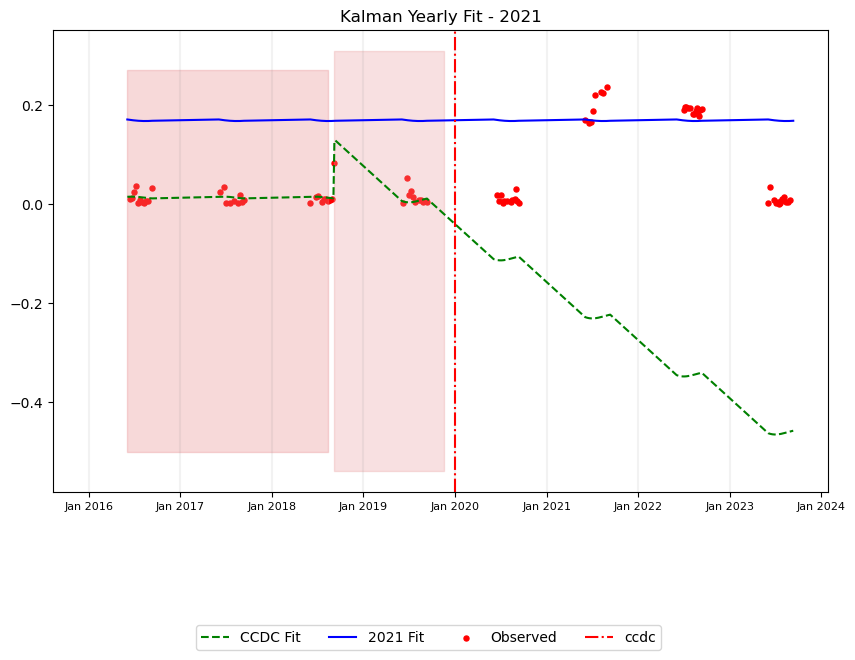 Kalman Yearly Fit - 2021
0.2
0.0
−0.2
−0.4
Jan 2016 Jan 2017 Jan 2018 Jan 2019 Jan 2020 Jan 2021 Jan 2022 Jan 2023 Jan 2024
CCDC Fit 2021 Fit Observed ccdc